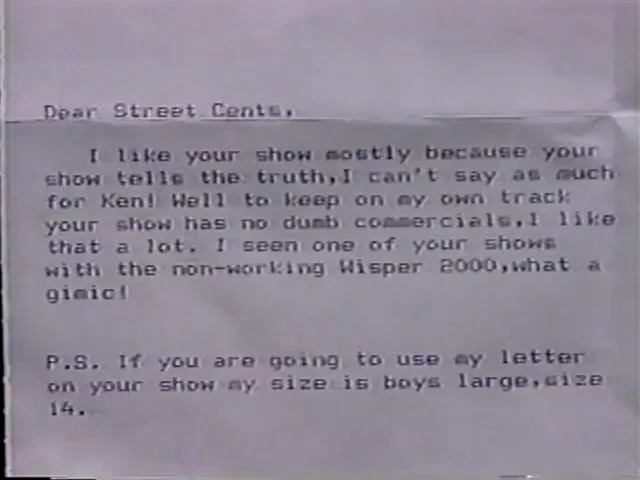 Dear Street Cents,
I like your show mostly because your
show tells the truth,I can't say as much
for Ken! Well to keep on my own track
your show has no dumb commercials,I like
that a lot. I seen one of your shows
with the non-working Wisper 2000,what a
gimic!
P.S. If you are going to use my letter
on your show my size is boys large,size
14.